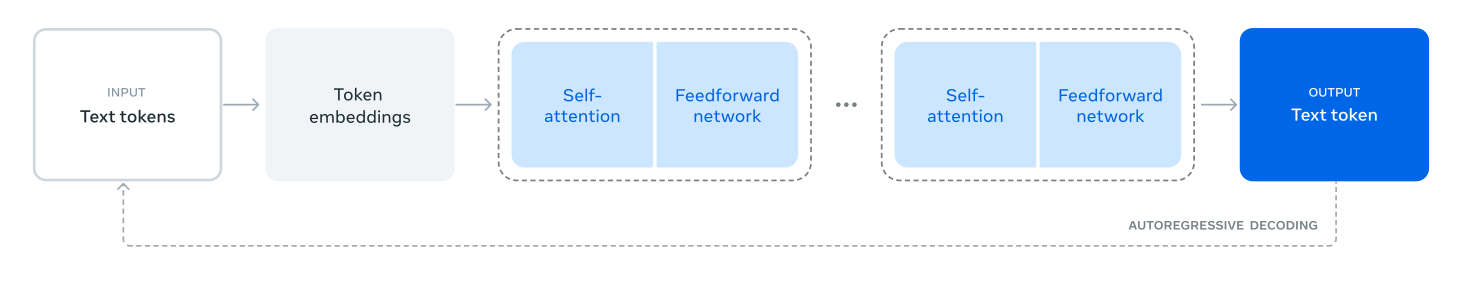 INPUT
Text tokens
Token
embeddings
Self-
attention
Feedforward
network
Self-
attention
Feedforward
network
OUTPUT
Text token
AUTOREGRESSIVE DECODING